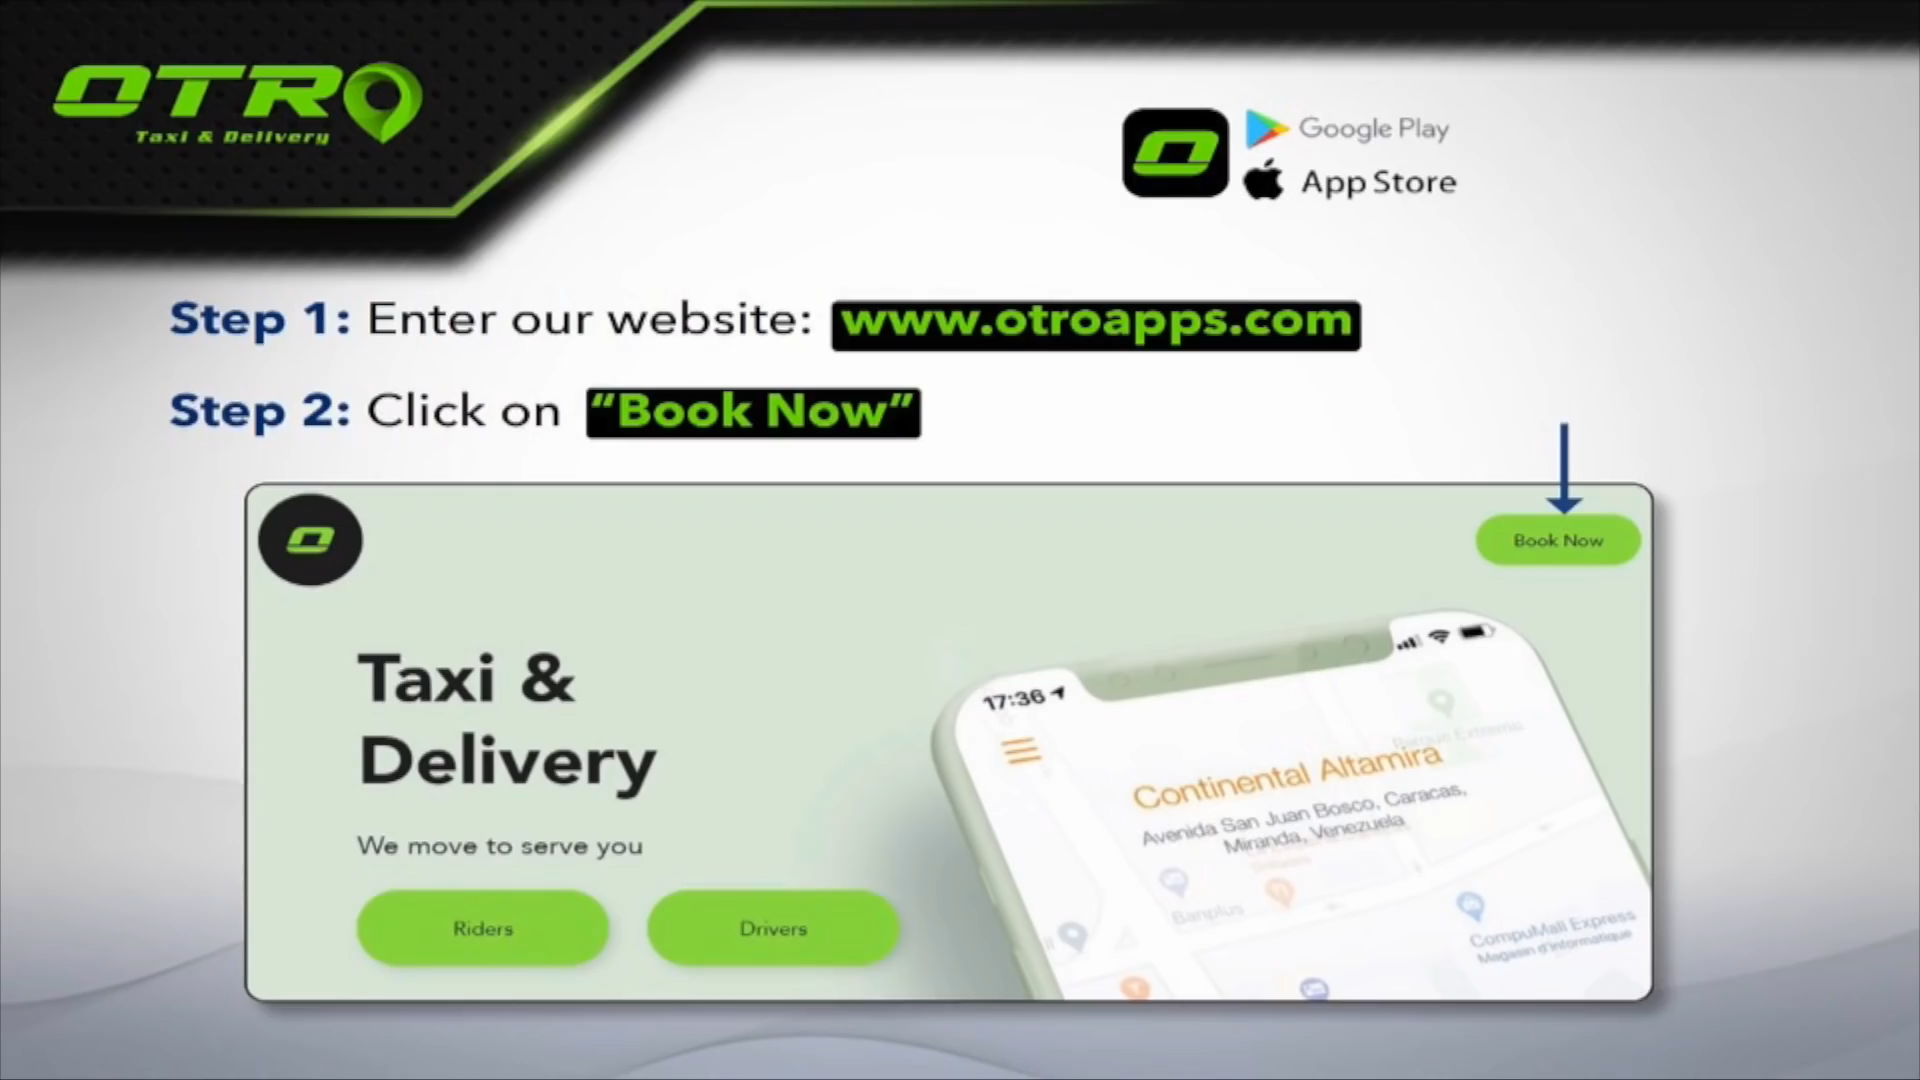 OTRO
Taxi & Delivery
Google Play
App Store
Step 1: Enter our website: www.otroapps.com
Step 2: Click on “Book Now”
Book Now
Taxi &
Delivery
We move to serve you
Riders
Drivers
17:36
Continental Altamira
Avenida San Juan Bosco, Caracas,
Miranda, Venezuela
Banplus
CompuMall Express
Magasin d'informatique